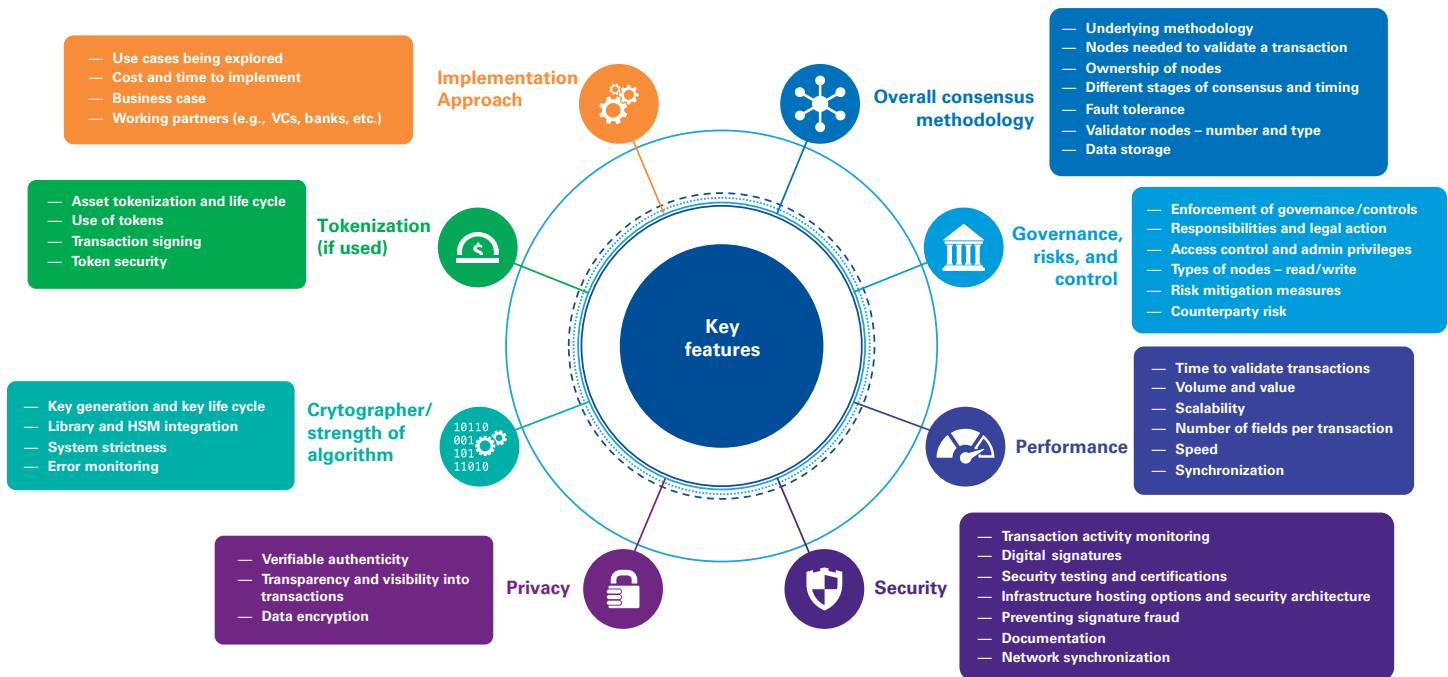 Implementation
Approach
— Use cases being explored
— Cost and time to implement
— Business case
— Working partners (e.g., VCs, banks, etc.)
Overall consensus
methodology
— Underlying methodology
— Nodes needed to validate a transaction
— Ownership of nodes
— Different stages of consensus and timing
— Fault tolerance
— Validator nodes – number and type
— Data storage
Tokenization
(if used)
— Asset tokenization and life cycle
— Use of tokens
— Transaction signing
— Token security
$
Governance,
risks, and
control
— Enforcement of governance/controls
— Responsibilities and legal action
— Access control and admin privileges
— Types of nodes – read/write
— Risk mitigation measures
— Counterparty risk
Key
features
Crytographer/
strength of
algorithm
— Key generation and key life cycle
— Library and HSM integration
— System strictness
— Error monitoring
10110
001
101
11010
Performance
— Time to validate transactions
— Volume and value
— Scalability
— Number of fields per transaction
— Speed
— Synchronization
Privacy
— Verifiable authenticity
— Transparency and visibility into
transactions
— Data encryption
Security
— Transaction activity monitoring
— Digital signatures
— Security testing and certifications
— Infrastructure hosting options and security architecture
— Preventing signature fraud
— Documentation
— Network synchronization